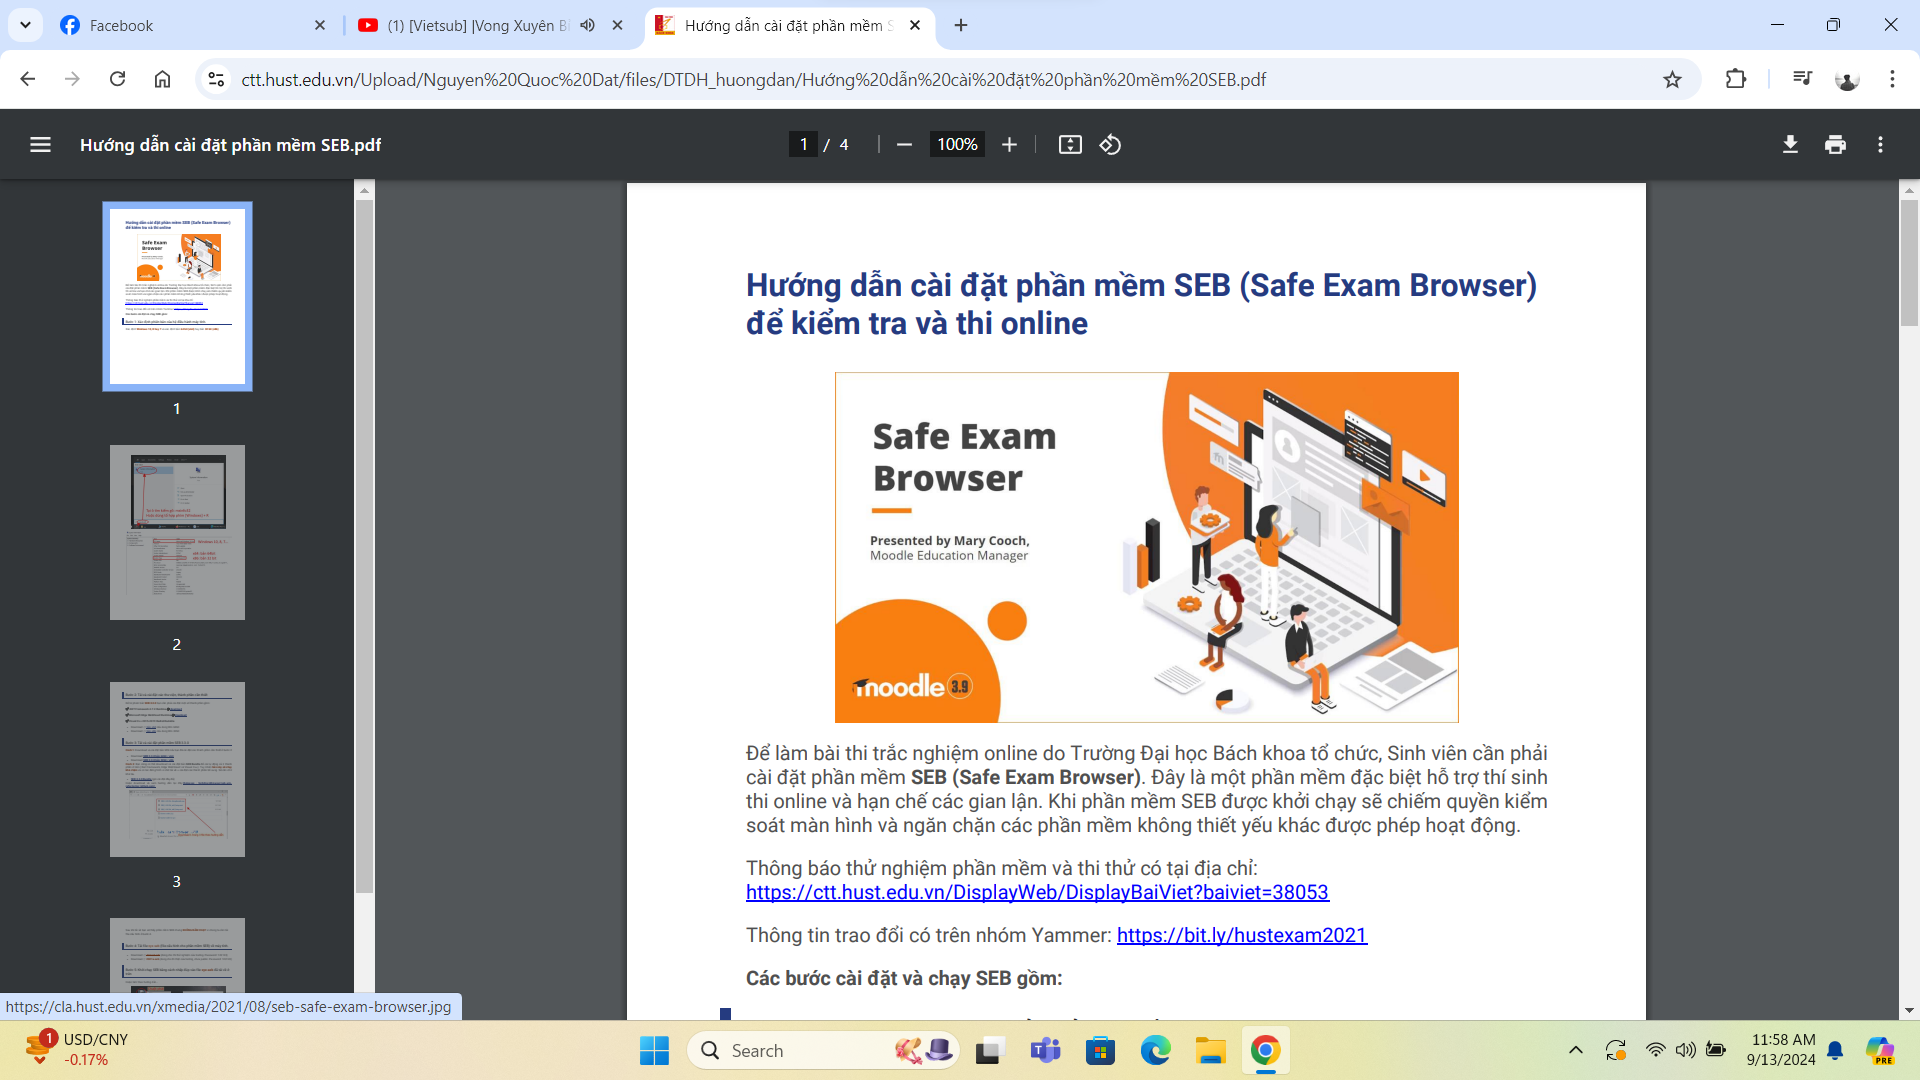 Facebook
(1) [Vietsub] |Vong Xuyên Bỉ
Hướng dẫn cài đặt phần mềm S
ctt.hust.edu.vn/Upload/Nguyen%20Quoc%20Dat/files/DTDH_huongdan/Hướng%20dẫn%20cài%20đặt%20phần%20mềm%20SEB.pdf
Hướng dẫn cài đặt phần mềm SEB.pdf
1 / 4
100%
1
2
3
Hướng dẫn cài đặt phần mềm SEB (Safe Exam Browser)
để kiểm tra và thi online
Safe Exam
Browser
Presented by Mary Cooch,
Moodle Education Manager
moodle 3.9
Để làm bài thi trắc nghiệm online do Trường Đại học Bách khoa tổ chức, Sinh viên cần phải
cài đặt phần mềm SEB (Safe Exam Browser). Đây là một phần mềm đặc biệt hỗ trợ thí sinh
thi online và hạn chế các gian lận. Khi phần mềm SEB được khởi chạy sẽ chiếm quyền kiểm
soát màn hình và ngăn chặn các phần mềm không thiết yếu khác được phép hoạt động.
Thông báo thử nghiệm phần mềm và thi thử có tại địa chỉ:
https://ctt.hust.edu.vn/DisplayWeb/DisplayBaiViet?baiviet=38053
Thông tin trao đổi có trên nhóm Yammer: https://bit.ly/hustexam2021
Các bước cài đặt và chạy SEB gồm:
https://cla.hust.edu.vn/xmedia/2021/08/seb-safe-exam-browser.jpg
1
USD/CNY
-0.17%
Search
11:58 AM
9/13/2024
PRE